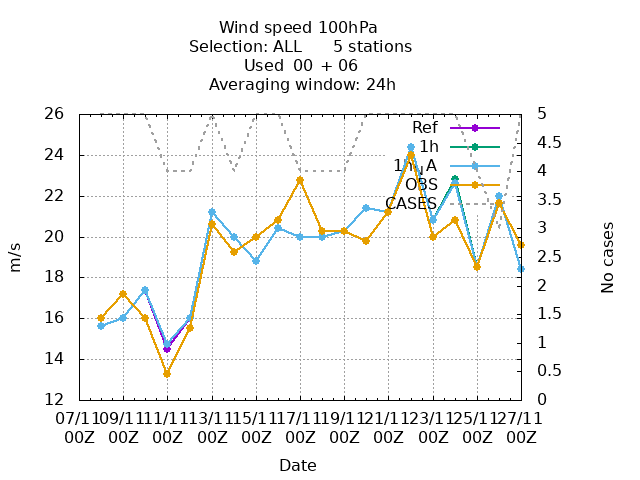 Wind speed 100hPa
Selection: ALL 5 stations
Used 00 + 06
Averaging window: 24h
26 5
Ref 4.5
1h
24 4
1h_A
OBS
22 3.5
CASES
3
20 2.5
18 2
16 1.5
14 1
0.5
12 0
m/s
No cases
07/11 09/11 11/11 13/11 15/11 17/11 19/11 21/11 23/11 25/11 27/11
00Z 00Z 00Z 00Z 00Z 00Z 00Z 00Z 00Z 00Z 00Z
Date